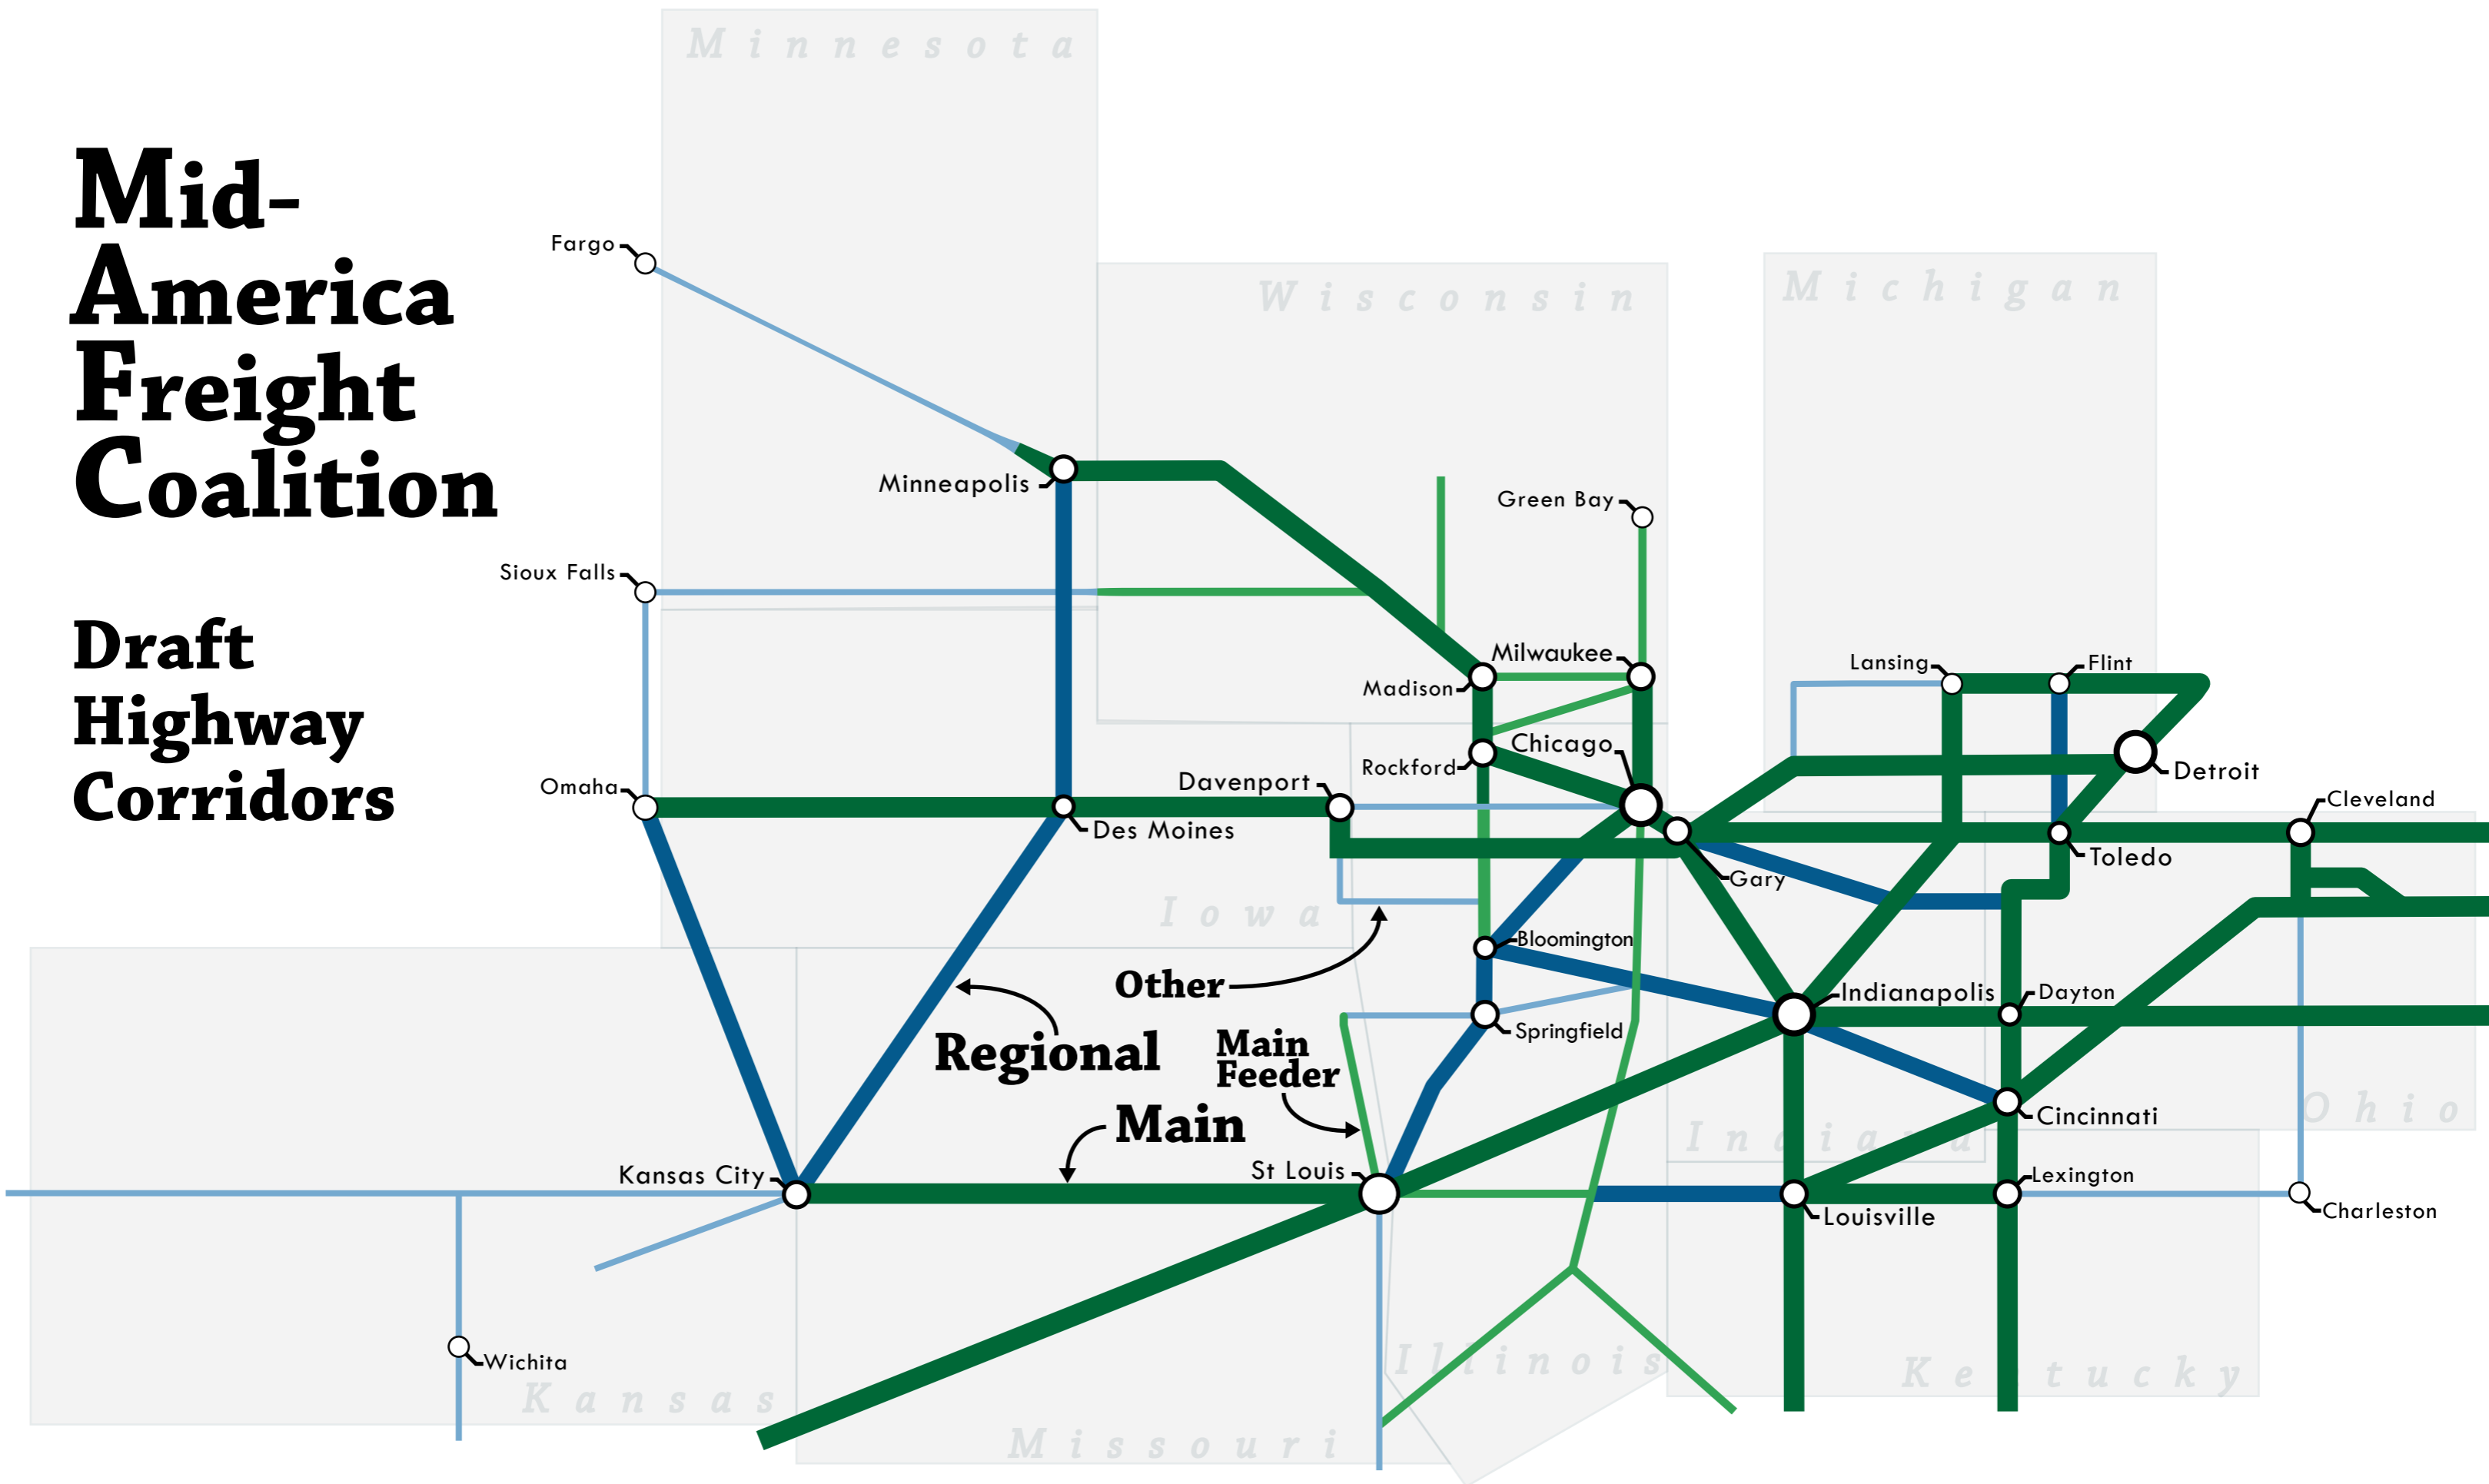 Mid-
America
Freight
Coalition
Draft
Highway
Corridors
Minnesota
Wisconsin
Michigan
Fargo
Minneapolis
Green Bay
Sioux Falls
Milwaukee
Madison
Lansing
Flint
Chicago
Rockford
Davenport
Detroit
Omaha
Des Moines
Cleveland
Toledo
Gary
Iowa
Bloomington
Other
Indianapolis
Dayton
Springfield
Regional
Main
Feeder
Main
Cincinnati
Ohio
Indiana
St Louis
Kansas City
Lexington
Louisville
Charleston
Wichita
Illinois
Kentucky
Kansas
Missouri